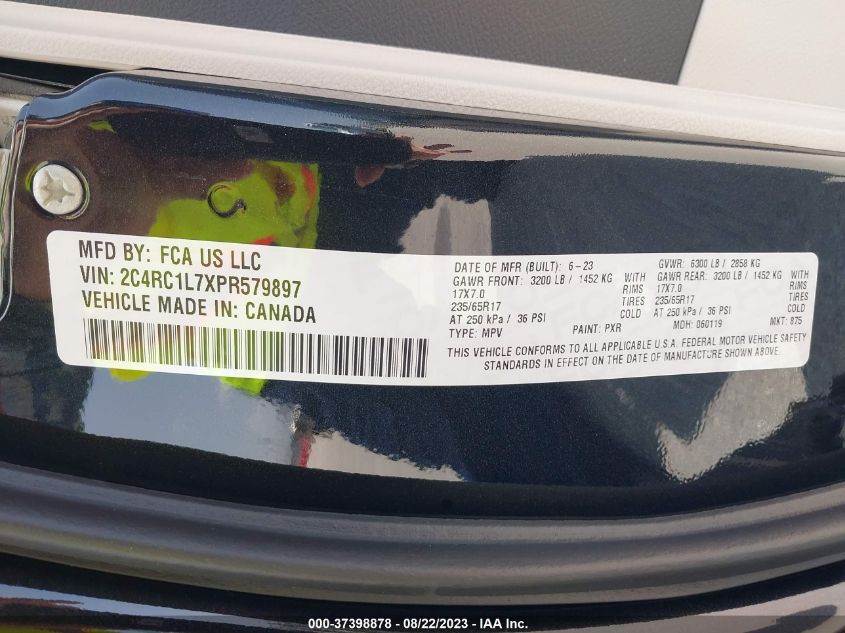 MFD BY: FCA US LLC
VIN: 2C4RC1L7XPR579897
VEHICLE MADE IN: CANADA
DATE OF MFR (BUILT): 6-23 GVWR: 6300 LB / 2858 KG
GAWR FRONT: 3200 LB / 1452 KG WITH GAWR REAR: 3200 LB / 1452 KG WITH
17X7.0 RIMS 17X7.0 RIMS
235/65R17 TIRES 235/65R17 TIRES
AT 250 kPa / 36 PSI COLD AT 250 kPa / 36 PSI COLD
TYPE: MPV PAINT: PXR MDH: 060119 MKT: 875
THIS VEHICLE CONFORMS TO ALL APPLICABLE U.S.A. FEDERAL MOTOR VEHICLE SAFETY
STANDARDS IN EFFECT ON THE DATE OF MANUFACTURE SHOWN ABOVE.
000-37398878 - 08/22/2023 - IAA Inc.